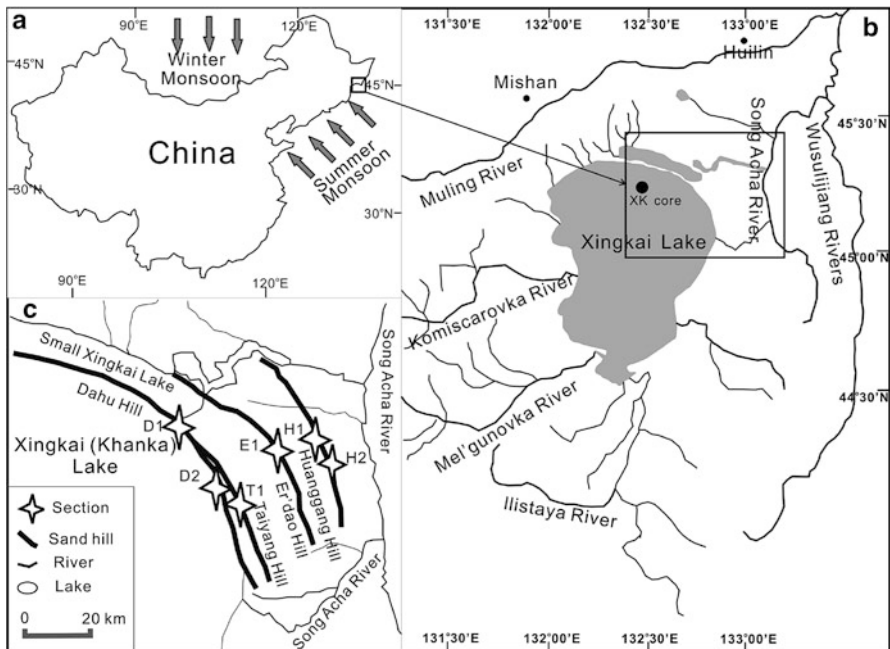 a
90°E
120°E
Winter
Monsoon
45°N
45°N
China
Summer
Monsoon
30°N
30°N
90°E
120°E
b
131°30'E
132°00'E
132°30'E
133°00'E
Huilin
Mishan
45°30'N
Song Acha River
Wusulijiang Rivers
Muling River
XK core
Xingkai Lake
45°00'N
Komiscarovka River
44°30'N
Mel'gunovka River
Ilistaya River
131°30'E
132°00'E
132°30'E
133°00'E
c
Small Xingkai Lake
Song Acha River
Dahu Hill
D1
E1
H1
H2
Xingkai (Khanka)
Lake
D2
T1
Taiyang Hill
Er'dao Hill
Huanggang Hill
Section
Sand hill
River
Lake
0
20 km
Song Acha River